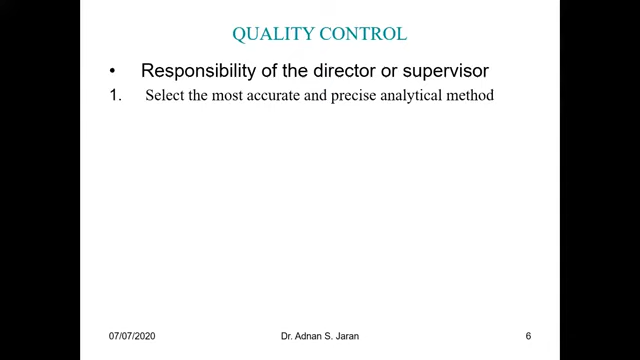 QUALITY CONTROL
• Responsibility of the director or supervisor
1. Select the most accurate and precise analytical method
07/07/2020 Dr. Adnan S. Jaran 6